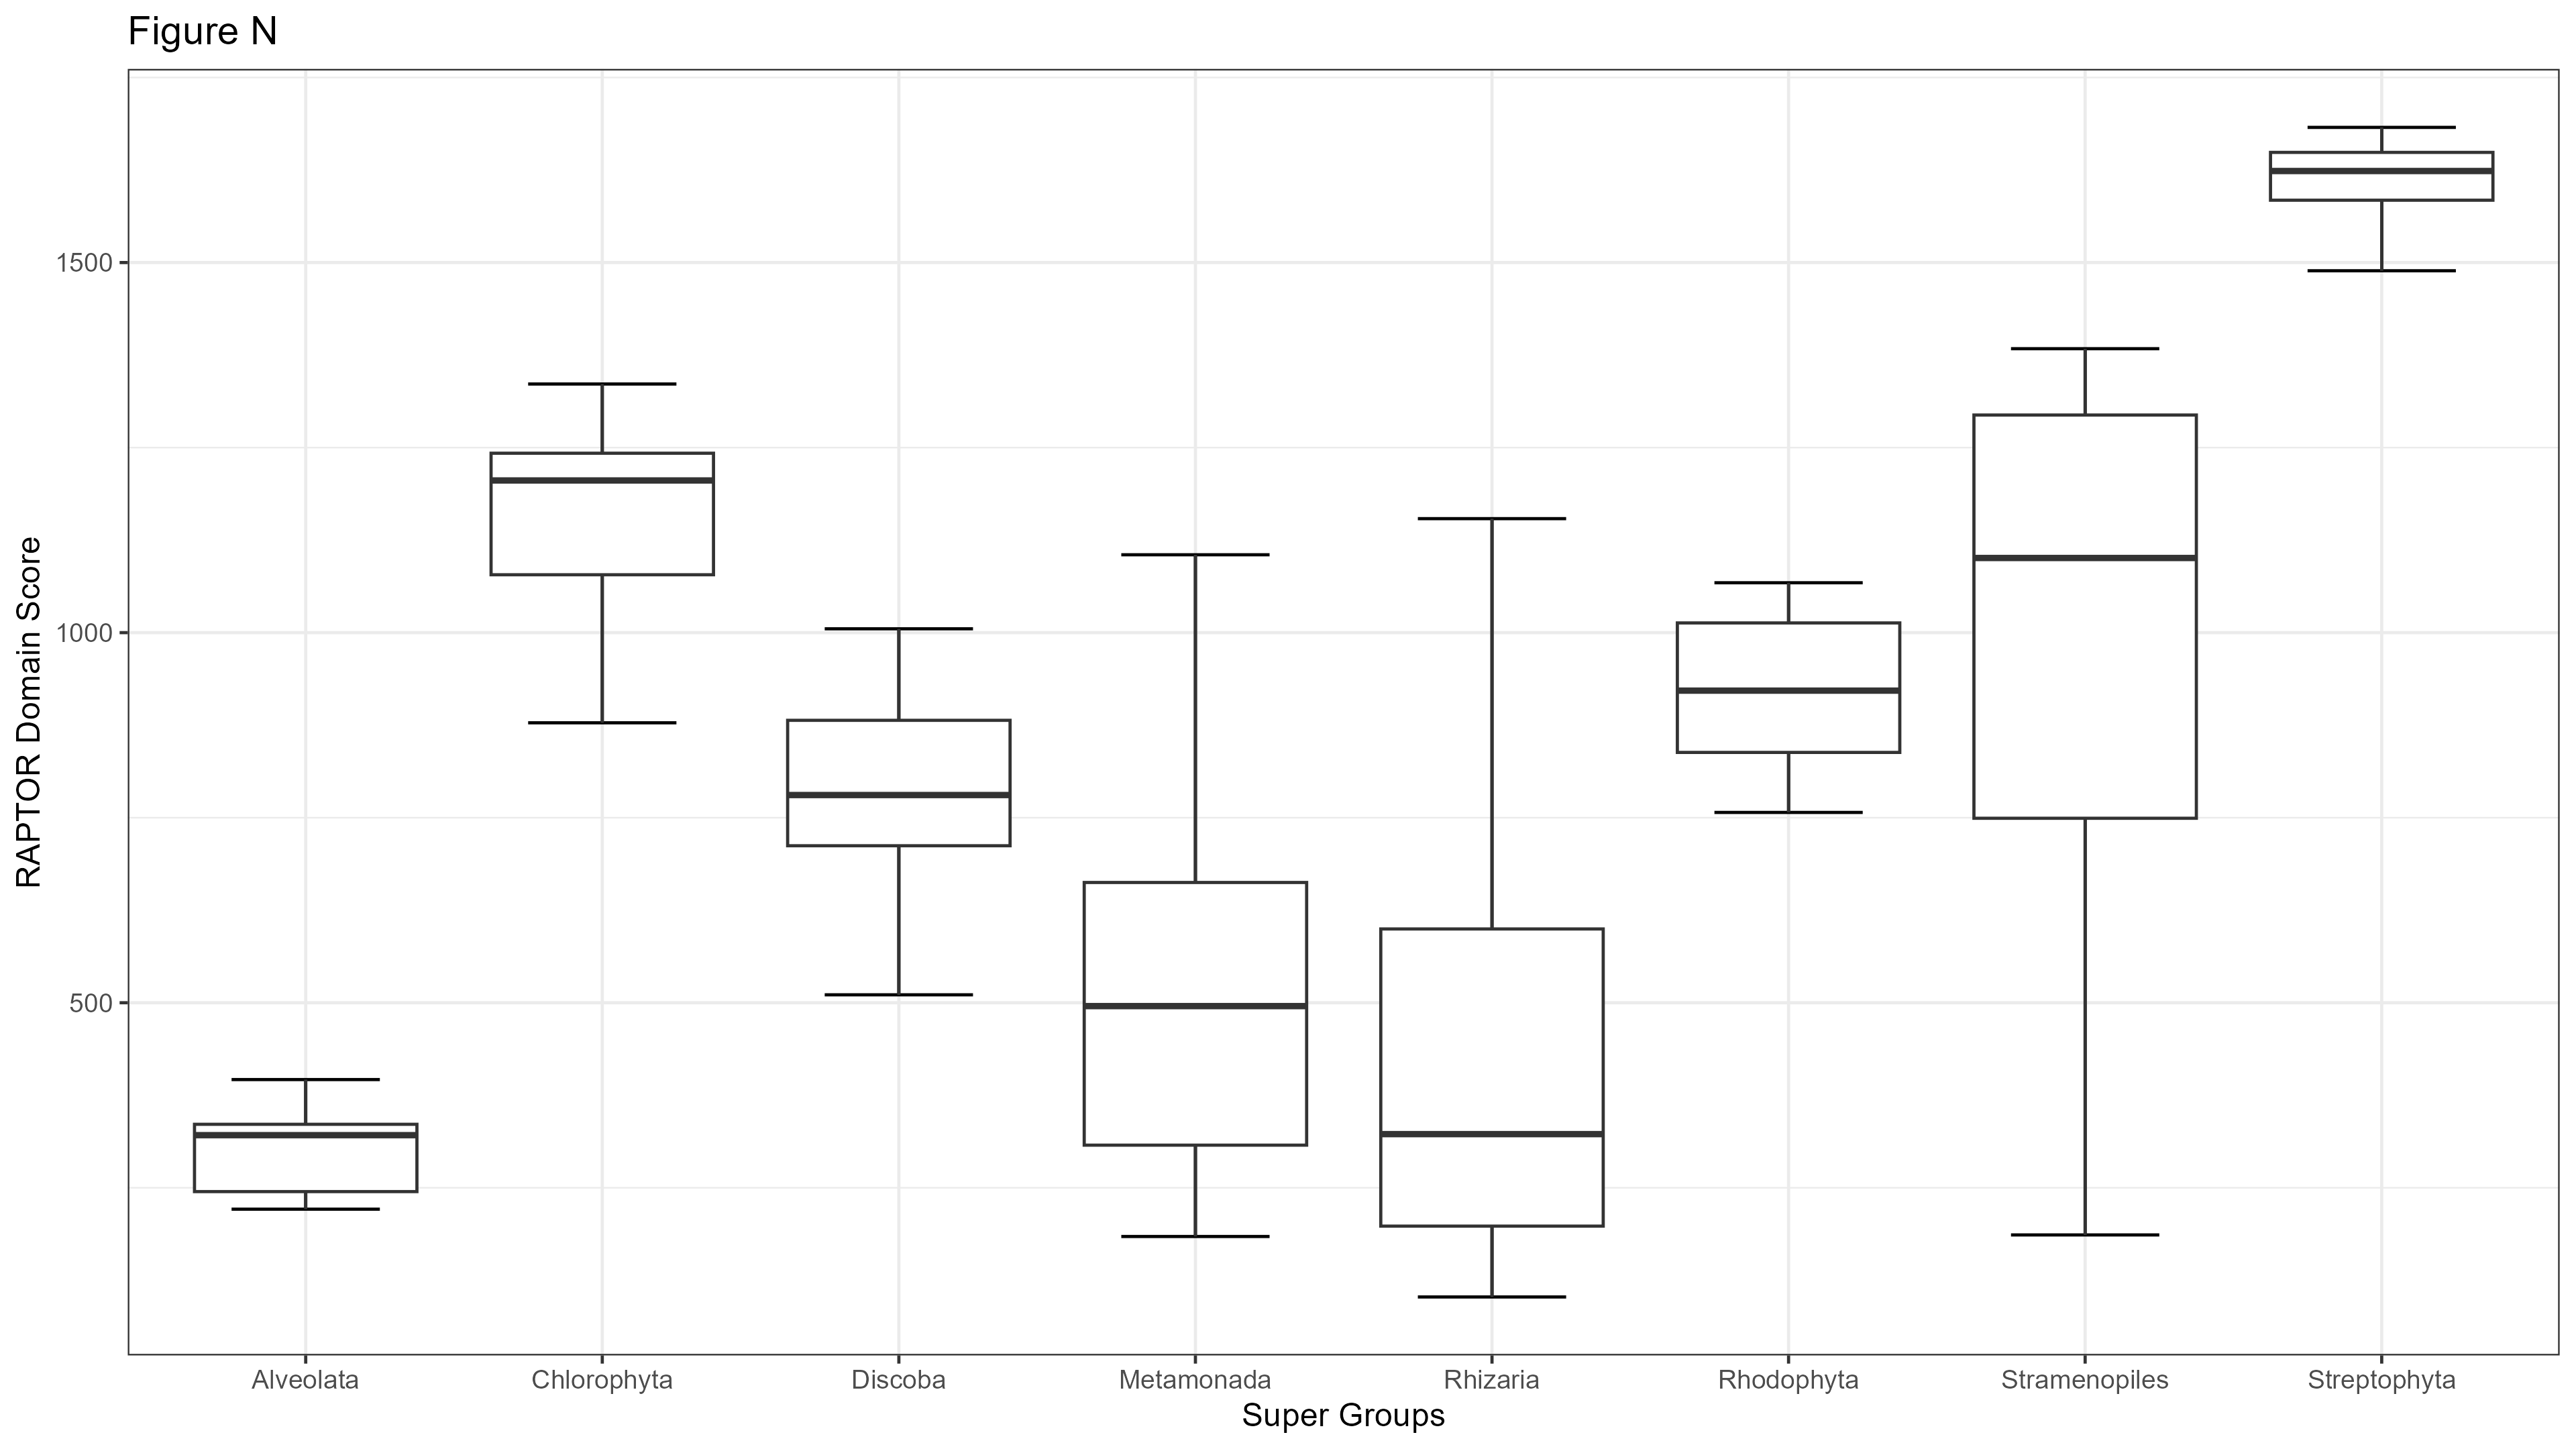 Figure N
RAPTOR Domain Score
1500
1000
500
Alveolata
Chlorophyta
Discoba
Metamonada
Rhizaria
Rhodophyta
Stramenopiles
Streptophyta
Super Groups